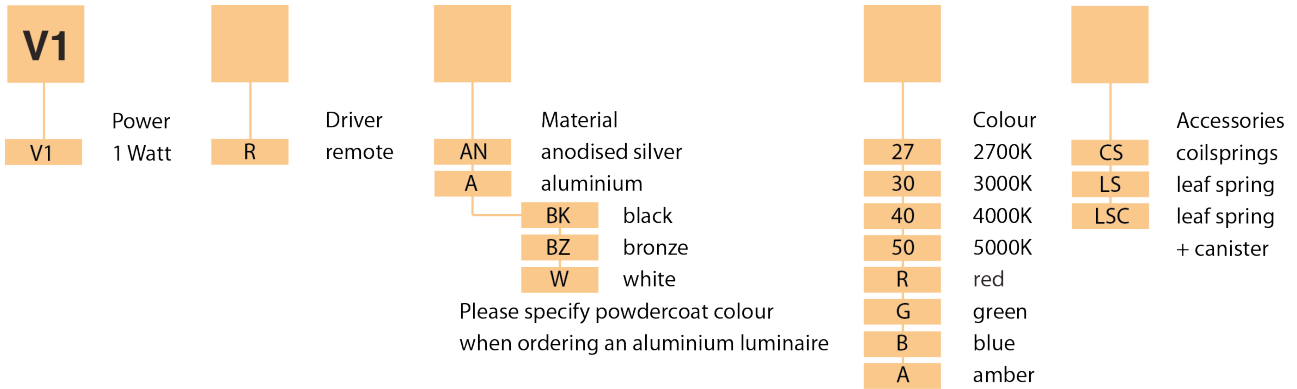 V1
Power
Driver
Material
Colour
Accessories
V1 1 Watt
R remote
AN anodised silver
27 2700K
CS coilsprings
A aluminium
30 3000K
LS leaf spring
BK black
40 4000K
LSC leaf spring
BZ bronze
50 5000K
+ canister
W white
R red
Please specify powdercoat colour
G green
when ordering an aluminium luminaire
B blue
A amber